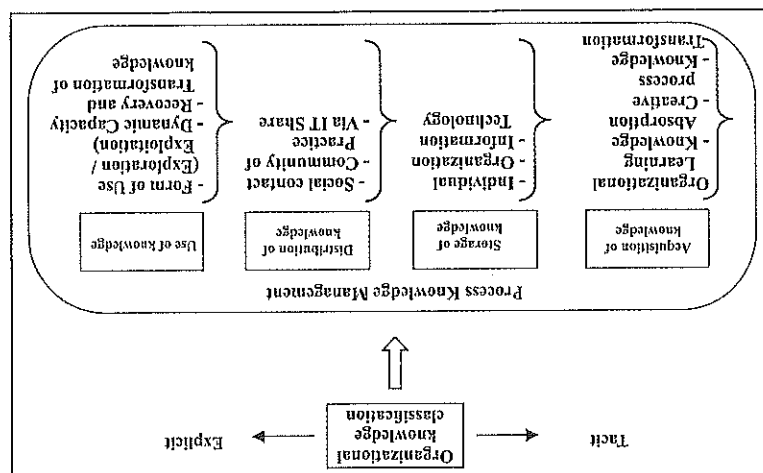 Tacit
Organizational
knowledge
classification
Explicit
Process Knowledge Management
Acquisition of
knowledge
Storage of
knowledge
Distribution of
knowledge
Use of knowledge
Organizational
Learning
- Knowledge
Absorption
- Creative
process
- Knowledge
Transformation
- Individual
- Organization
- Information
Technology
- Social contact
- Community of
Practice
- Via IT Share
- Form of Use
(Exploration /
Exploitation)
- Dynamic Capacity
- Recovery and
Transformation of
knowledge